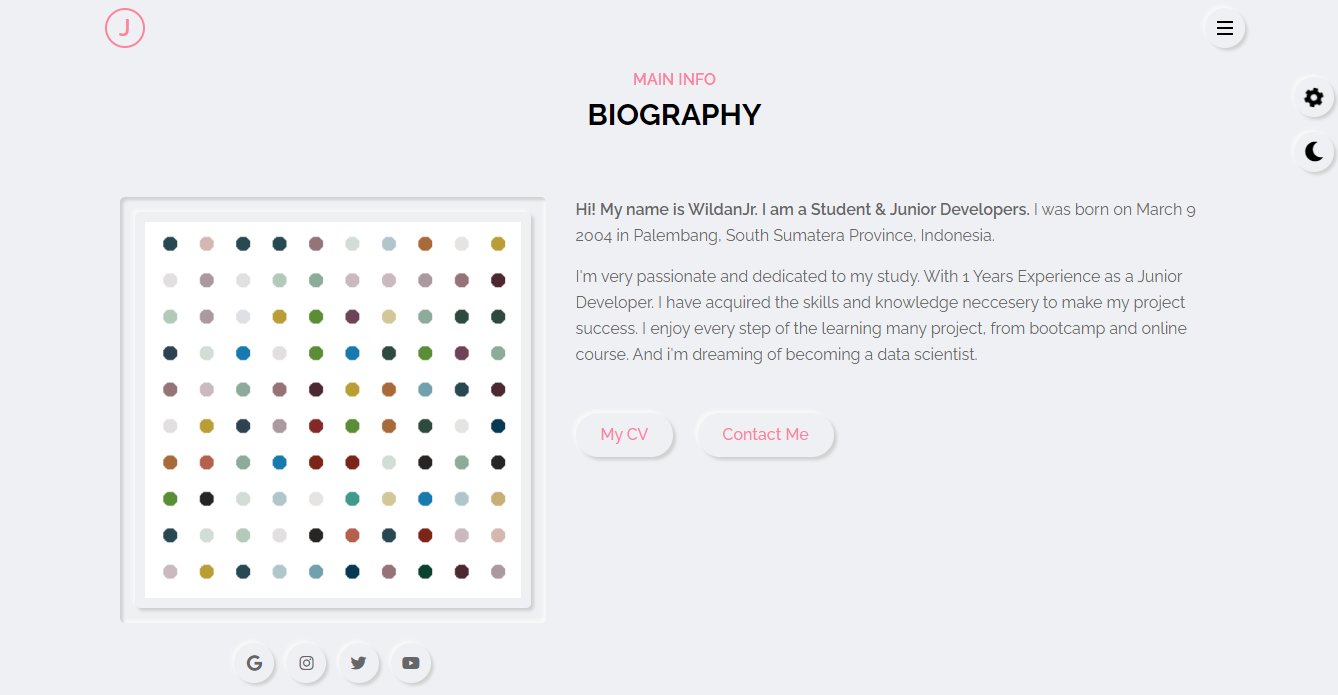 J
MAIN INFO
BIOGRAPHY
Hi! My name is WildanJr. I am a Student & Junior Developers. I was born on March 9
2004 in Palembang, South Sumatera Province, Indonesia.
I'm very passionate and dedicated to my study. With 1 Years Experience as a Junior
Developer. I have acquired the skills and knowledge neccesery to make my project
success. I enjoy every step of the learning many project, from bootcamp and online
course. And i'm dreaming of becoming a data scientist.
My CV
Contact Me